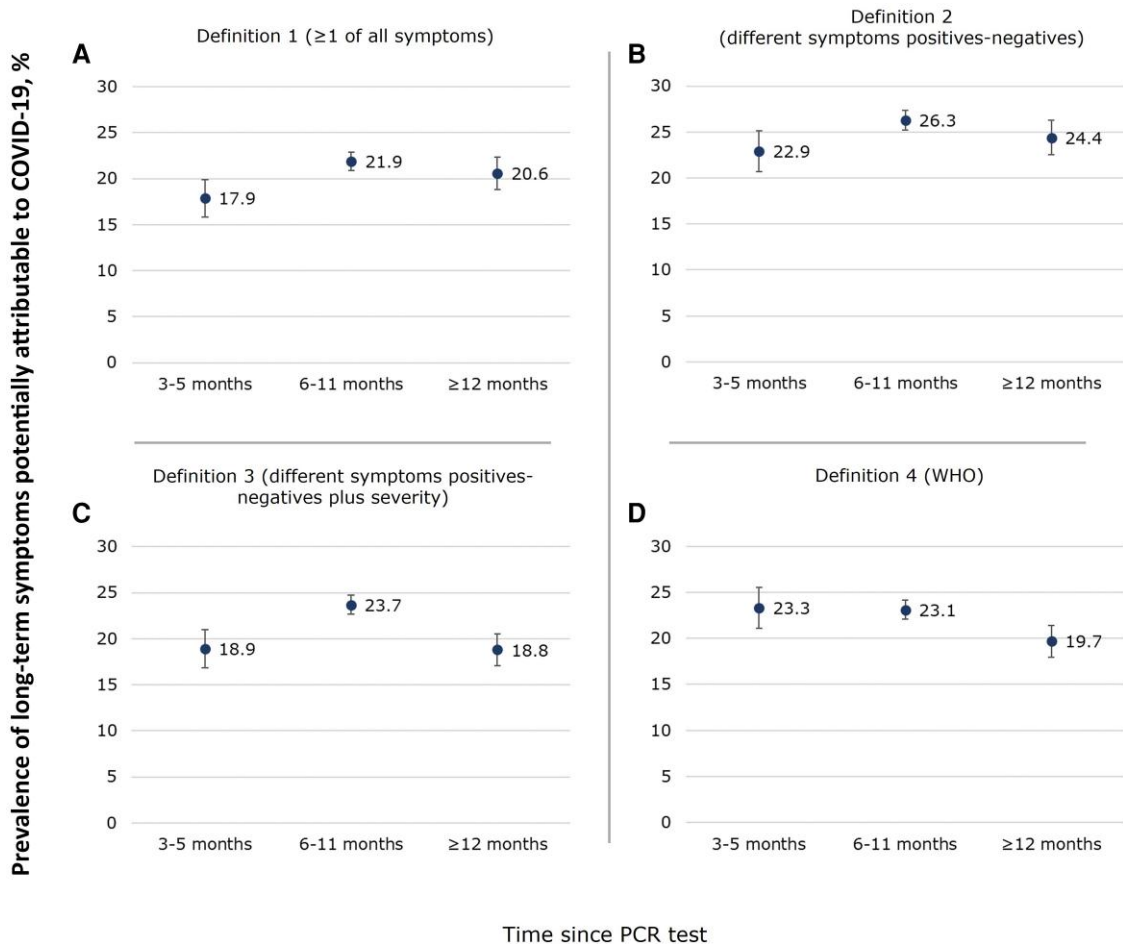 Prevalence of long-term symptoms potentially attributable to COVID-19, %
A
Definition 1 (≥1 of all symptoms)
30
25
20
15
10
5
0
17.9
21.9
20.6
3-5 months
6-11 months
≥12 months
B
Definition 2
(different symptoms positives-negatives)
30
25
20
15
10
5
0
22.9
26.3
24.4
3-5 months
6-11 months
≥12 months
C
Definition 3 (different symptoms positives-
negatives plus severity)
30
25
20
15
10
5
0
18.9
23.7
18.8
3-5 months
6-11 months
≥12 months
D
Definition 4 (WHO)
30
25
20
15
10
5
0
23.3
23.1
19.7
3-5 months
6-11 months
≥12 months
Time since PCR test